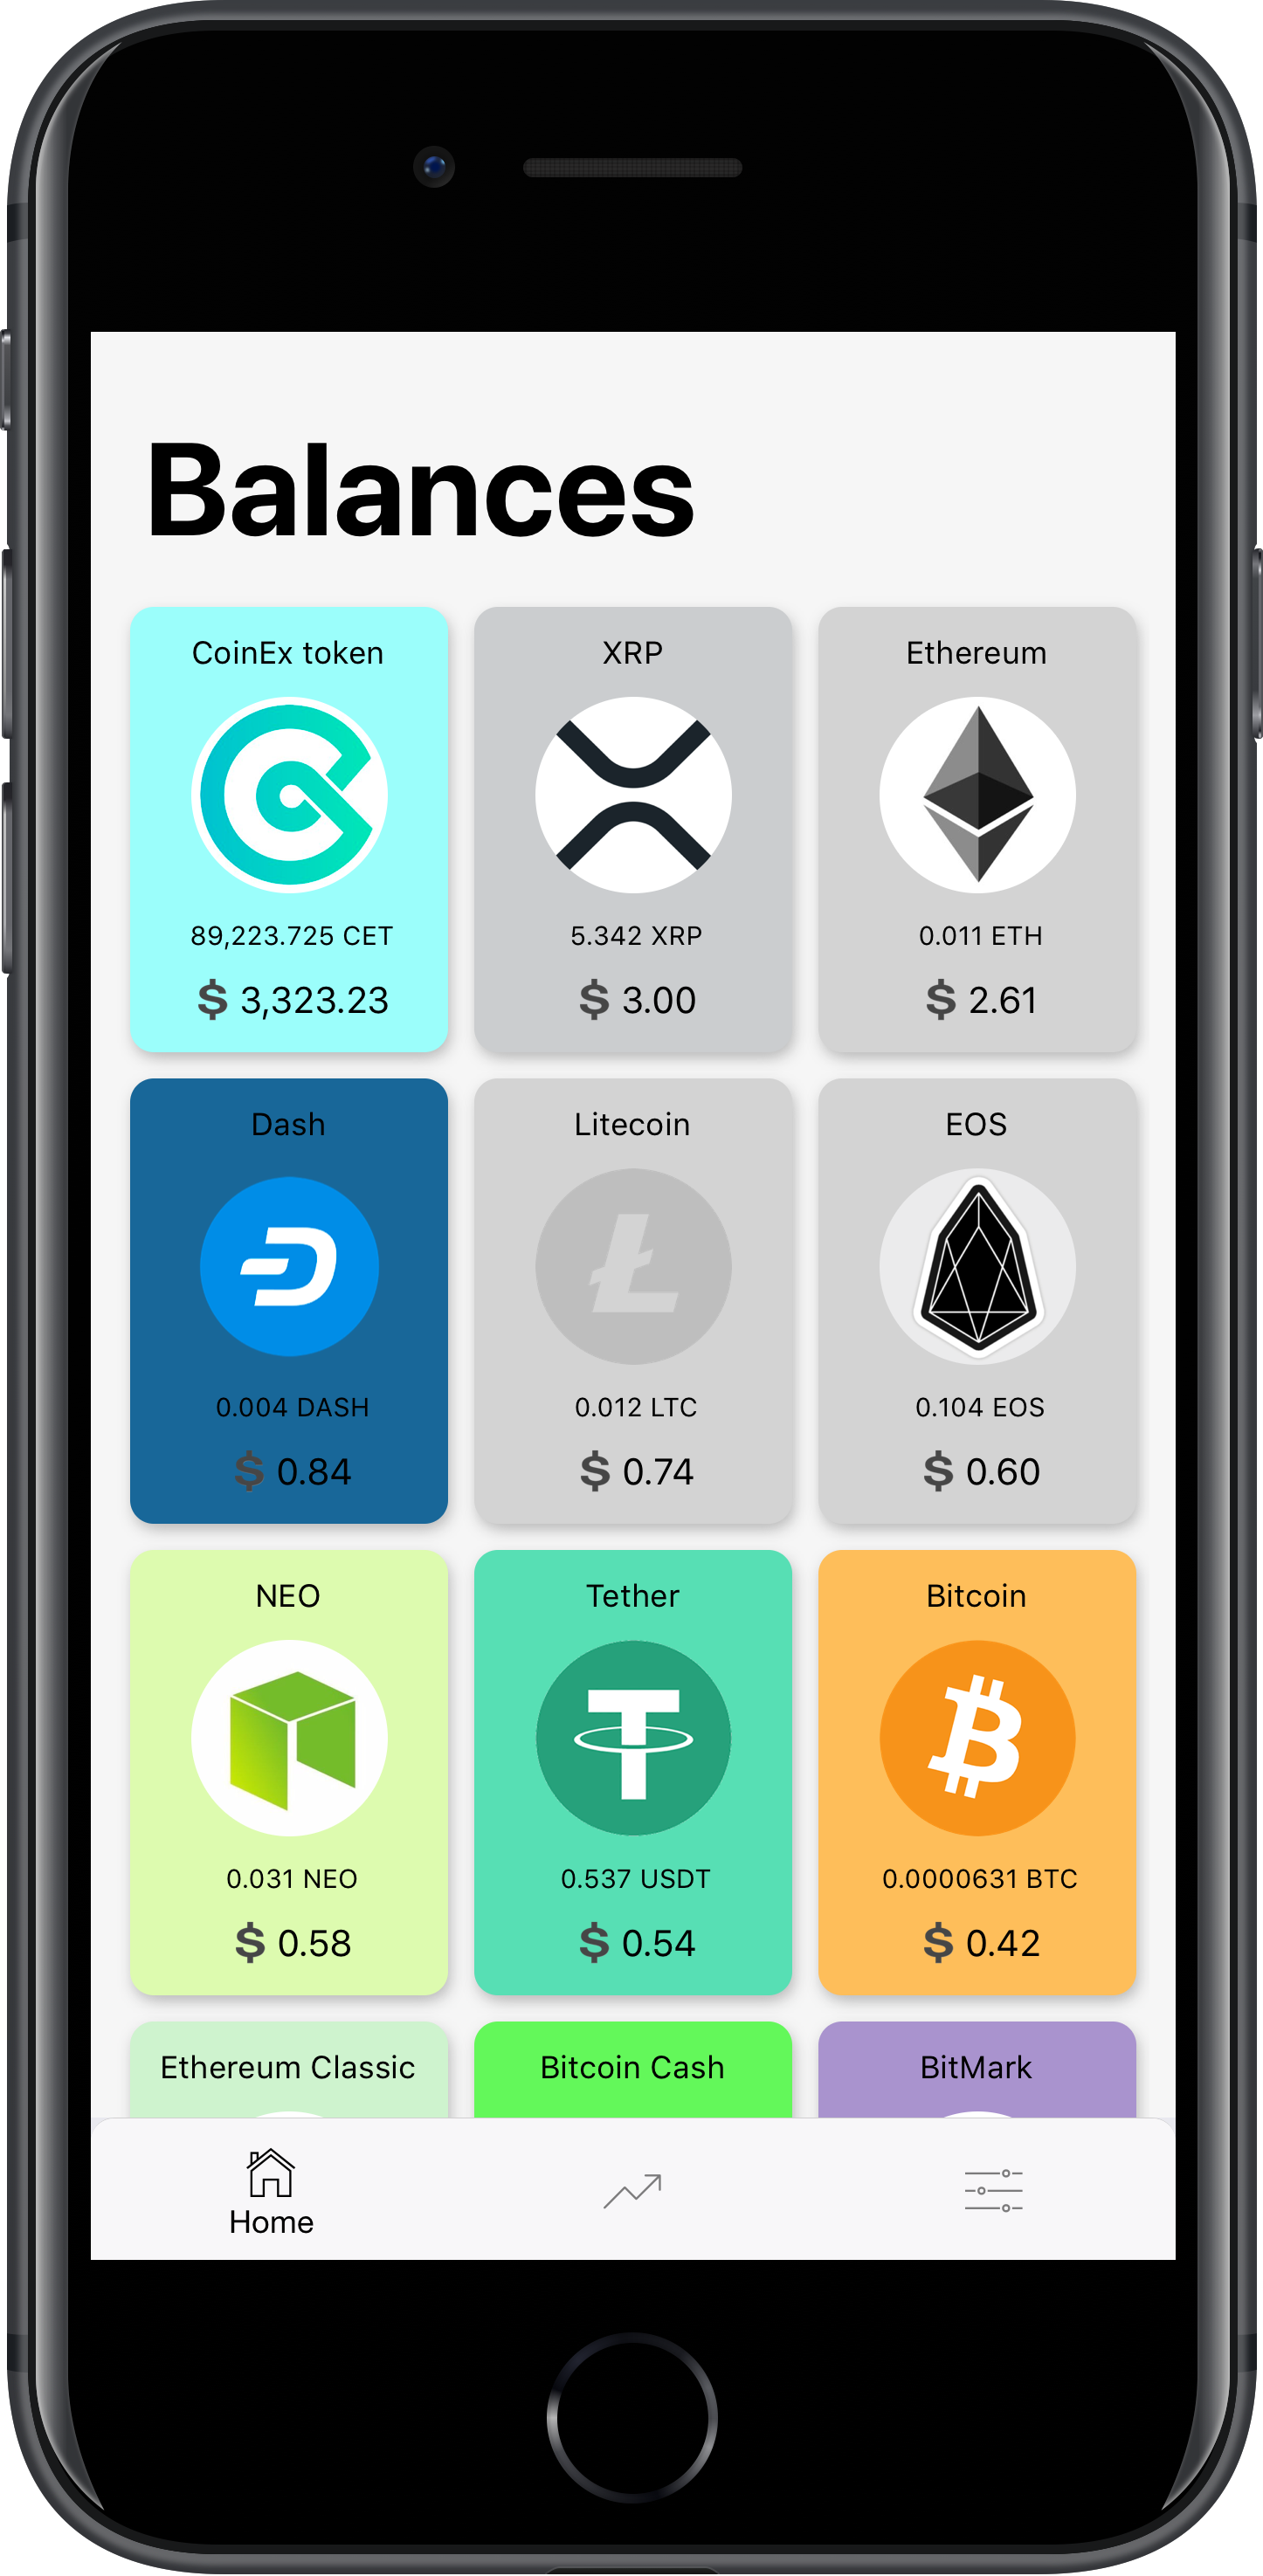 Balances
CoinEx token
89,223.725 CET
$ 3,323.23
XRP
5.342 XRP
$ 3.00
Ethereum
0.011 ETH
$ 2.61
Dash
0.004 DASH
$ 0.84
Litecoin
0.012 LTC
$ 0.74
EOS
0.104 EOS
$ 0.60
NEO
0.031 NEO
$ 0.58
Tether
0.537 USDT
$ 0.54
Bitcoin
0.0000631 BTC
$ 0.42
Ethereum Classic
Bitcoin Cash
BitMark
Home